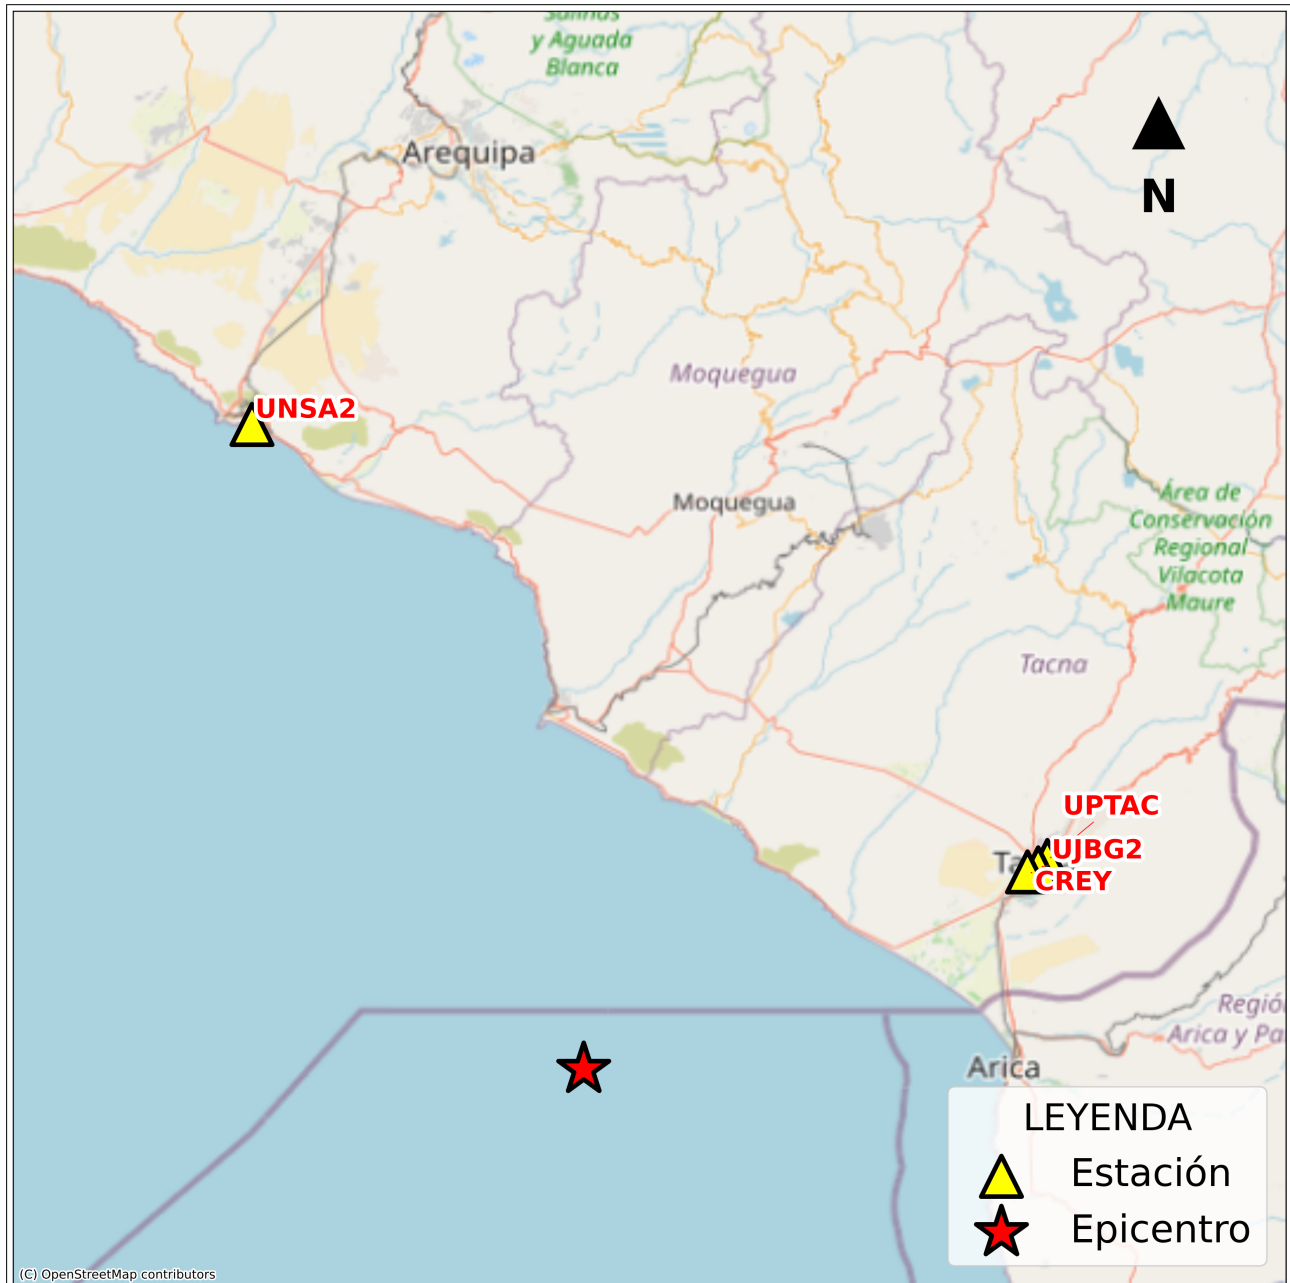 Salinas
y Aguada
Blanca
Arequipa
N
Moquegua
UNSA2
Moquegua
Área de
Conservación
Regional
Vilacota
Maure
Tacna
UPTAC
UJBG2
CREY
Arica
LEYENDA
Estación
Epicentro
(C) OpenStreetMap contributors